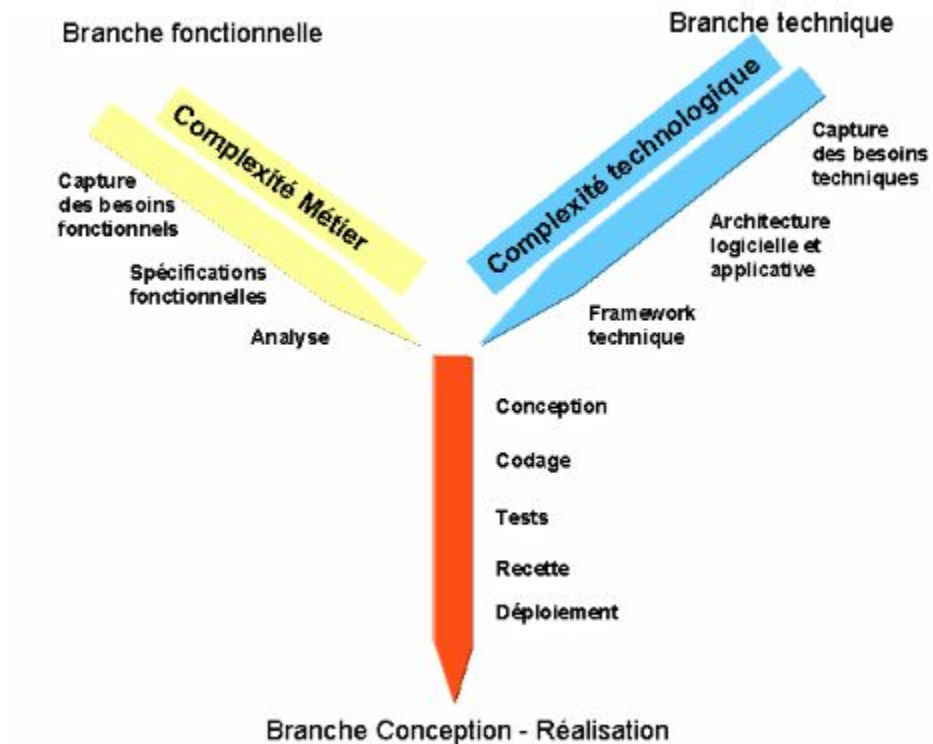 Branche fonctionnelle
Complexité Métier
Capture
des besoins
fonctionnels
Spécifications
fonctionnelles
Analyse
Branche technique
Complexité technologique
Capture
des besoins
techniques
Architecture
logicielle et
applicative
Framework
technique
Conception
Codage
Tests
Recette
Déploiement
Branche Conception - Réalisation